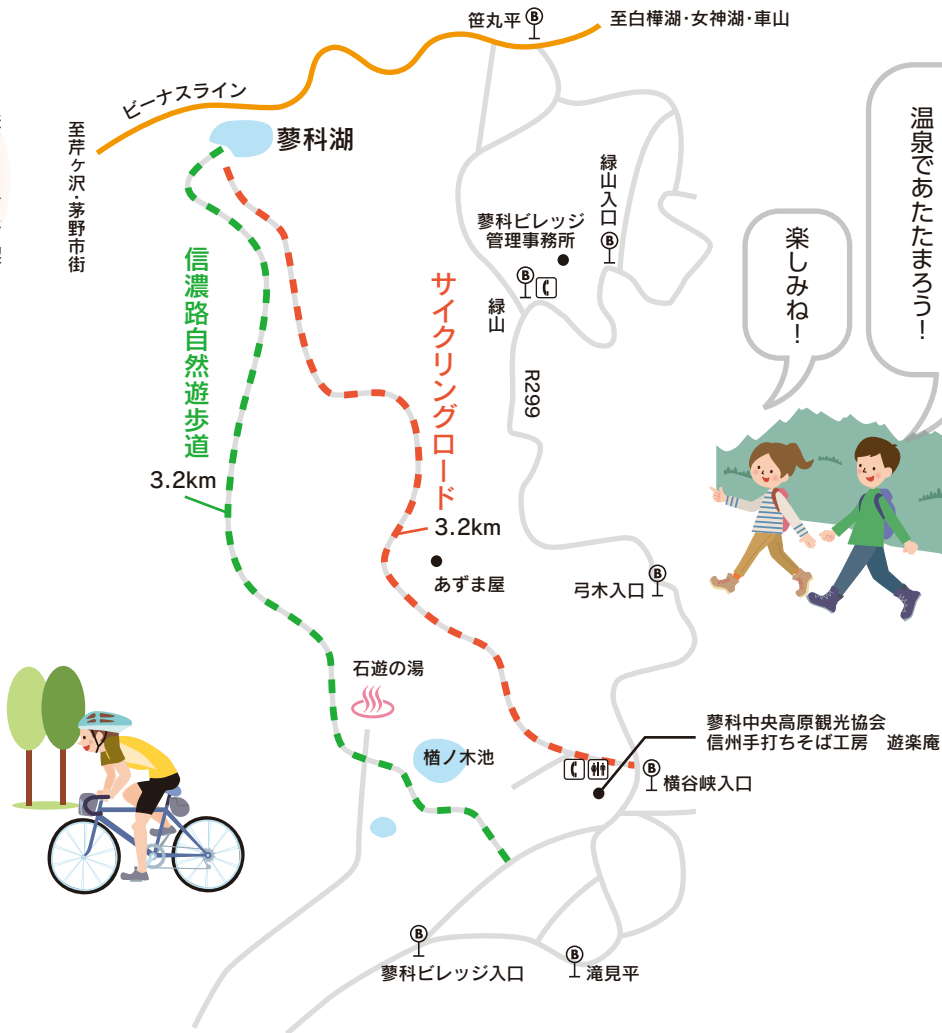 笹丸平
B
至白樺湖・女神湖・車山
ビーナスライン
至芹ヶ沢・茅野市街
蓼科湖
緑山入口
B
蓼科ビレッジ
管理事務所
B
緑山
温泉であたたまろう！
楽しみね！
信濃路自然遊歩道
3.2km
サイクリングロード
3.2km
R299
あずま屋
弓木入口
B
石遊の湯
楢ノ木池
蓼科中央高原観光協会
信州手打ちそば工房　遊楽庵
B
横谷峡入口
B
蓼科ビレッジ入口
B
滝見平